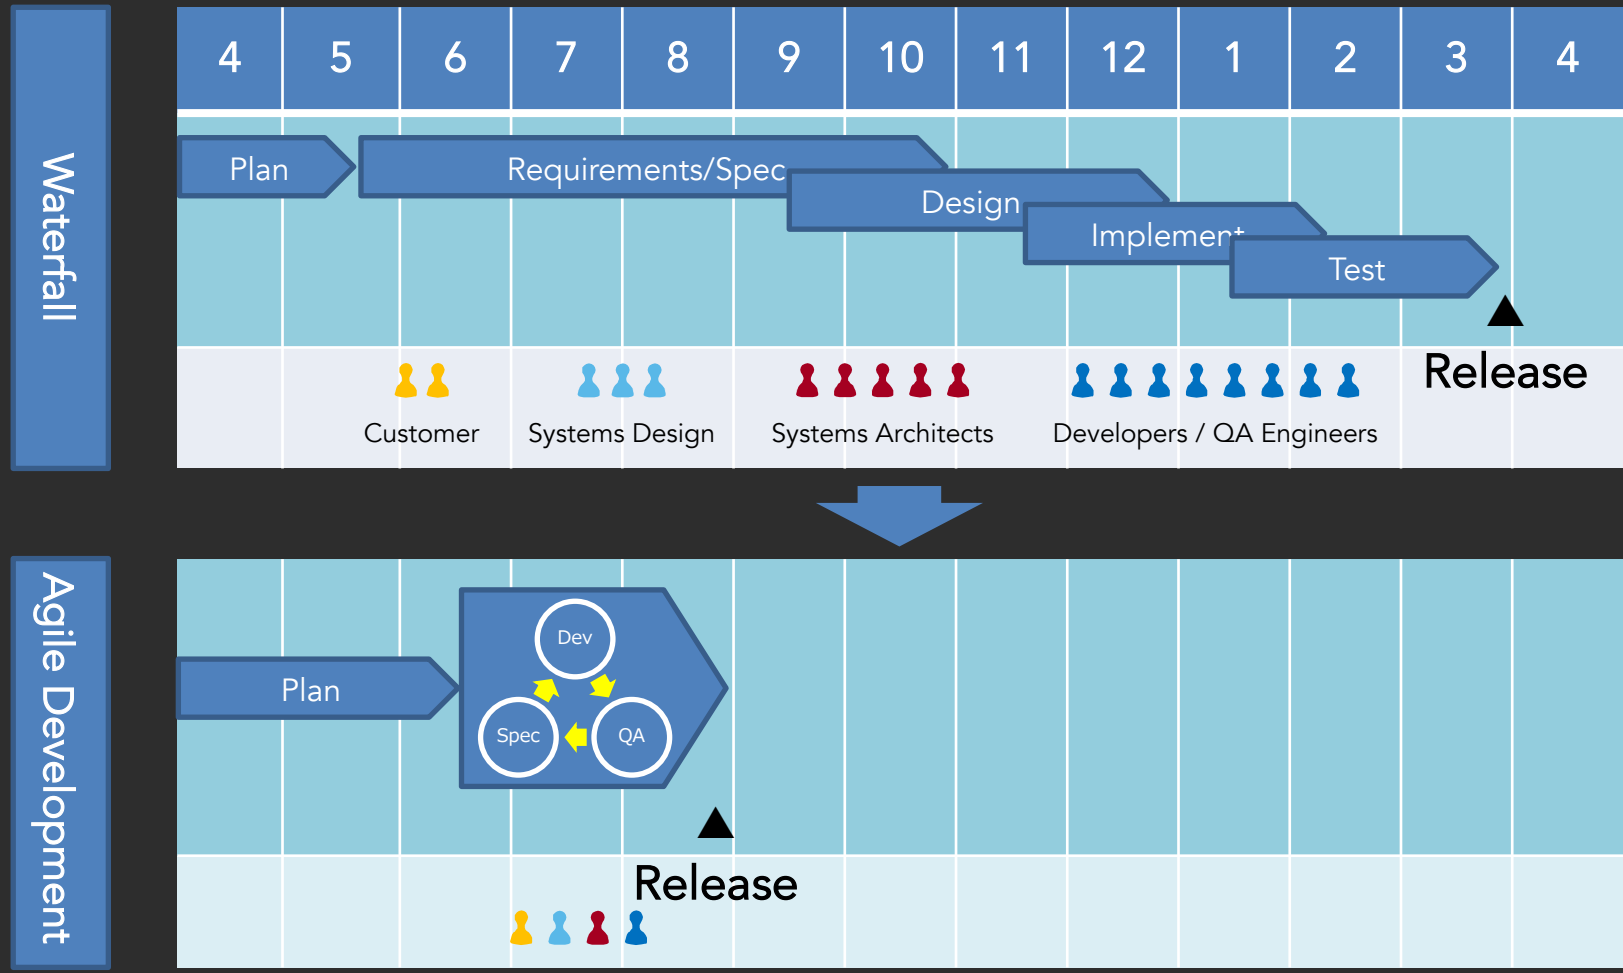 Waterfall
4 5 6 7 8 9 10 11 12 1 2 3 4
Plan
Requirements/Spec
Design
Implement
Test
Release
Customer
Systems Design
Systems Architects
Developers / QA Engineers
Agile Development
Plan
Dev
Spec
QA
Release